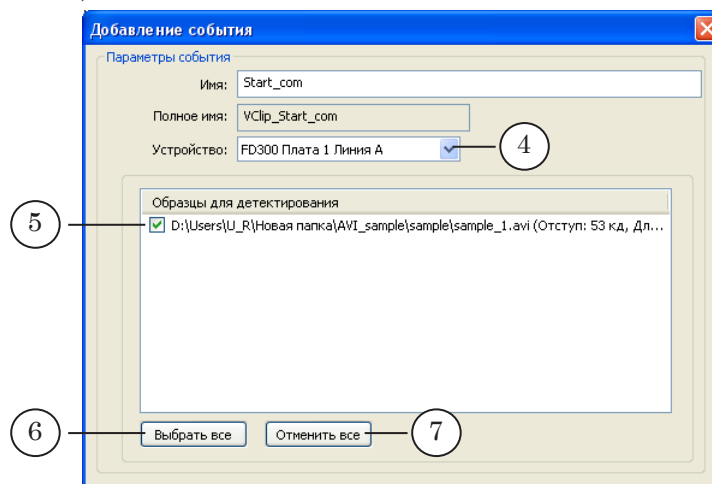 Добавление события
Параметры события
Имя: Start_com
Полное имя: VClip_Start_com
Устройство: FD300 Плата 1 Линия А
4
Образцы для детектирования
5
D:\Users\U_R\Новая папка\AVI_sample\sample\sample_1.avi (Отступ: 53 кд, Дл...
6
Выбрать все
Отменить все
7